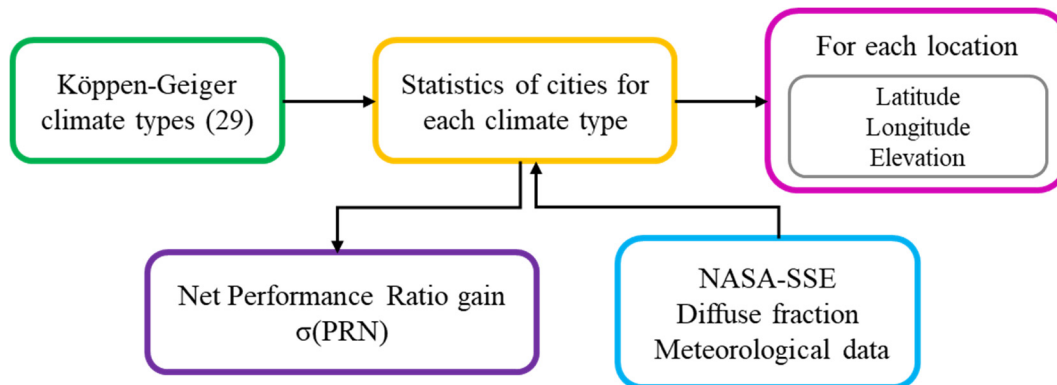 Köppen-Geiger
climate types (29)
Statistics of cities for
each climate type
For each location
Latitude
Longitude
Elevation
Net Performance Ratio gain
σ(PRN)
NASA-SSE
Diffuse fraction
Meteorological data